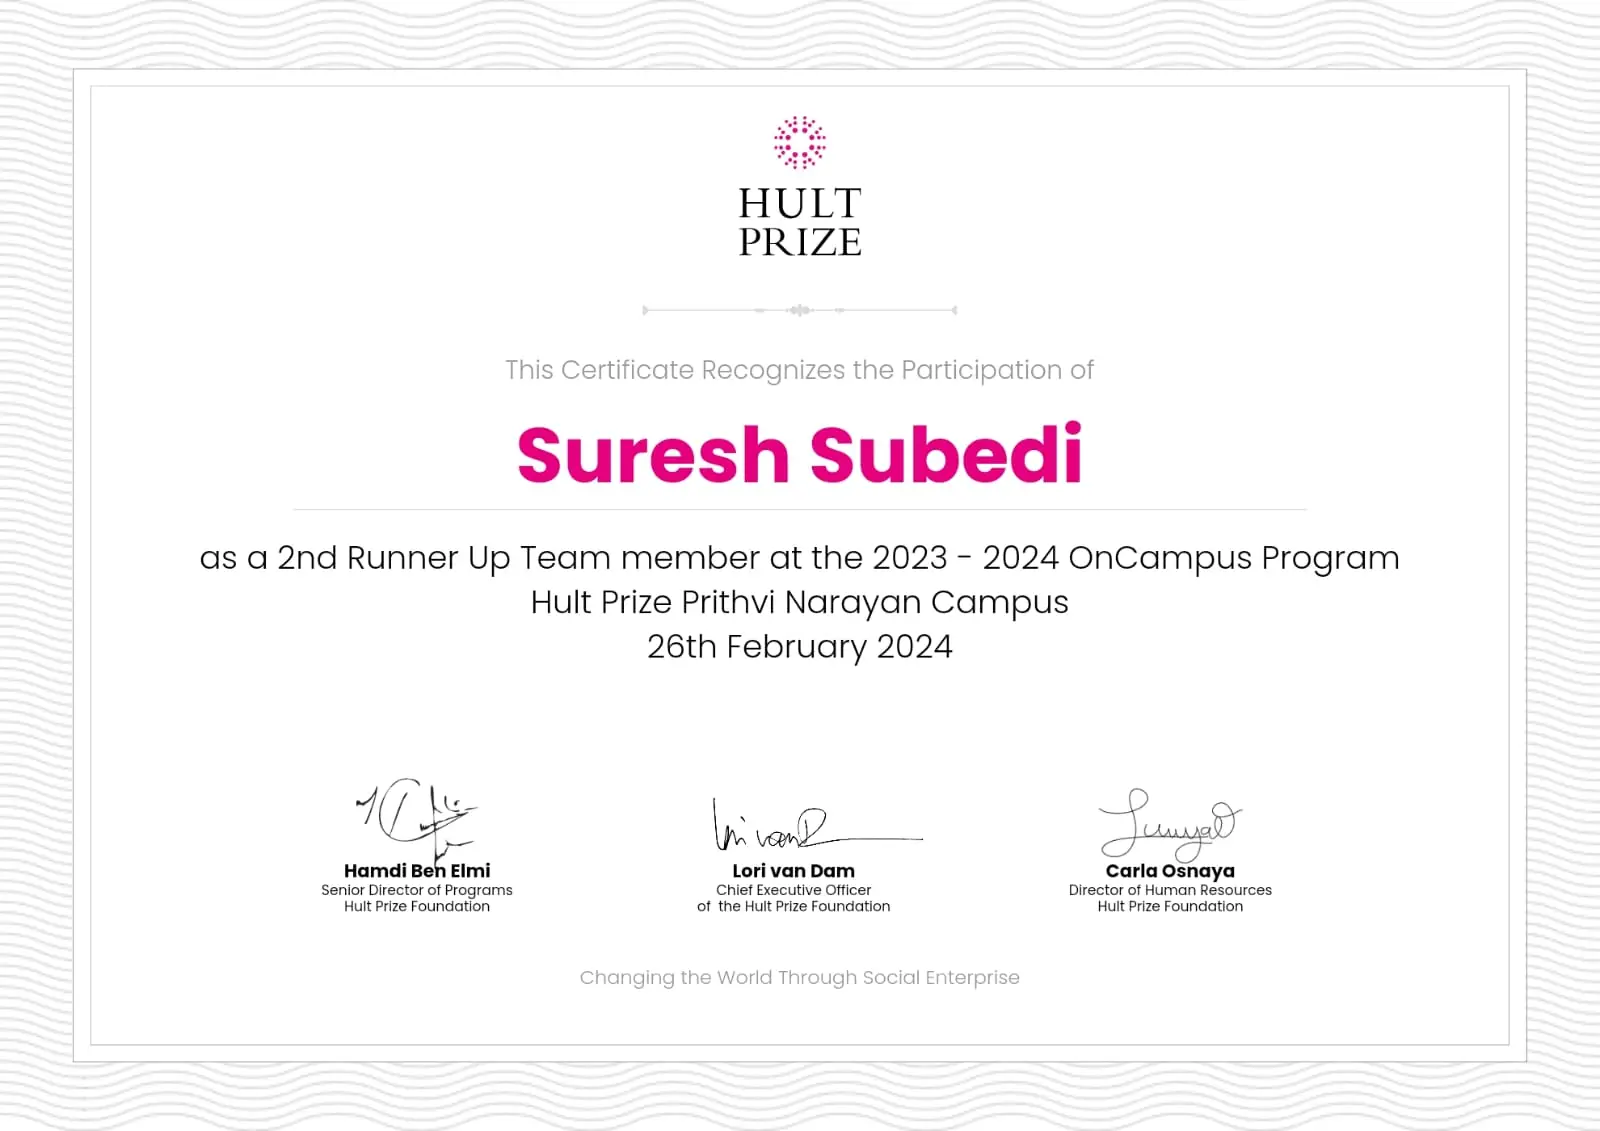 HULT
PRIZE
This Certificate Recognizes the Participation of
Suresh Subedi
as a 2nd Runner Up Team member at the 2023 - 2024 OnCampus Program
Hult Prize Prithvi Narayan Campus
26th February 2024
Hamdi Ben Elmi
Senior Director of Programs
Hult Prize Foundation
Lori van Dam
Chief Executive Officer
of the Hult Prize Foundation
Carla Osnaya
Director of Human Resources
Hult Prize Foundation
Changing the World Through Social Enterprise